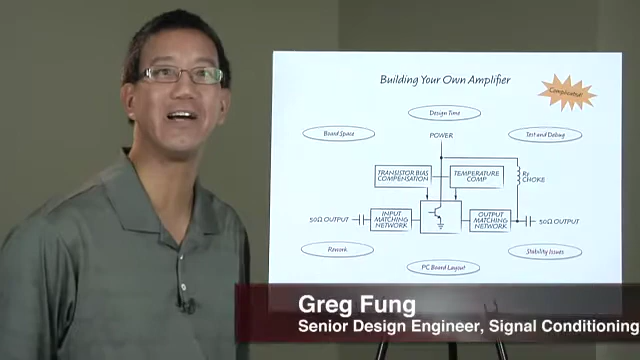 Building Your Own Amplifier
Complicated!
Design Time
Board Space
POWER
Test and Debug
TRANSISTOR BIAS
COMPENSATION
TEMPERATURE
COMP
RF
CHOKE
50Ω OUTPUT
INPUT
MATCHING
NETWORK
OUTPUT
MATCHING
NETWORK
50Ω OUTPUT
Rework
Stability Issues
PC Board Layout
Greg Fung
Senior Design Engineer, Signal Conditioning